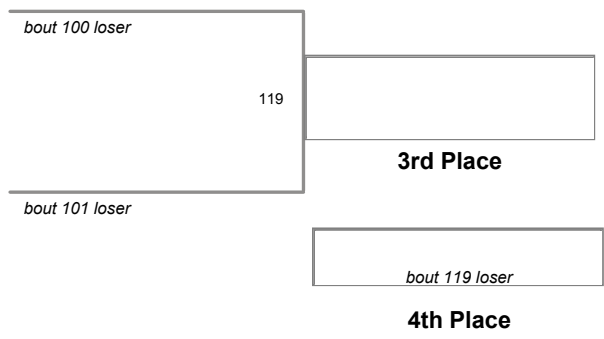 bout 100 loser
119
3rd Place
bout 101 loser
bout 119 loser
4th Place